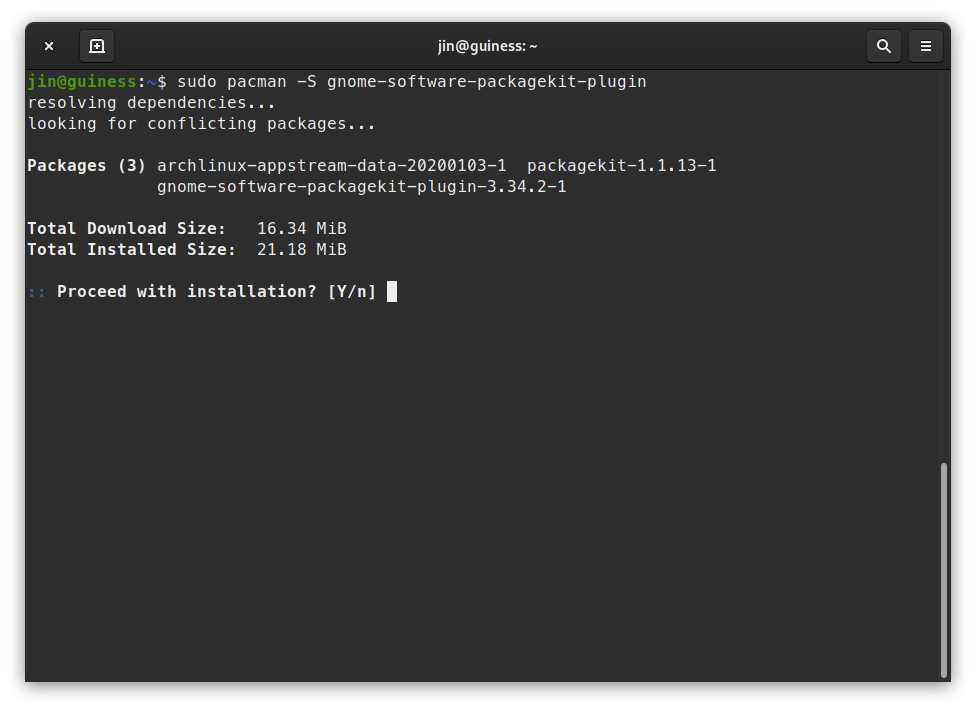 jin@guiness: ~
jin@guiness:~$ sudo pacman -S gnome-software-packagekit-plugin
resolving dependencies...
looking for conflicting packages...
Packages (3) archlinux-appstream-data-20200103-1  packagekit-1.1.13-1
gnome-software-packagekit-plugin-3.34.2-1
Total Download Size:   16.34 MiB
Total Installed Size:  21.18 MiB
:: Proceed with installation? [Y/n]